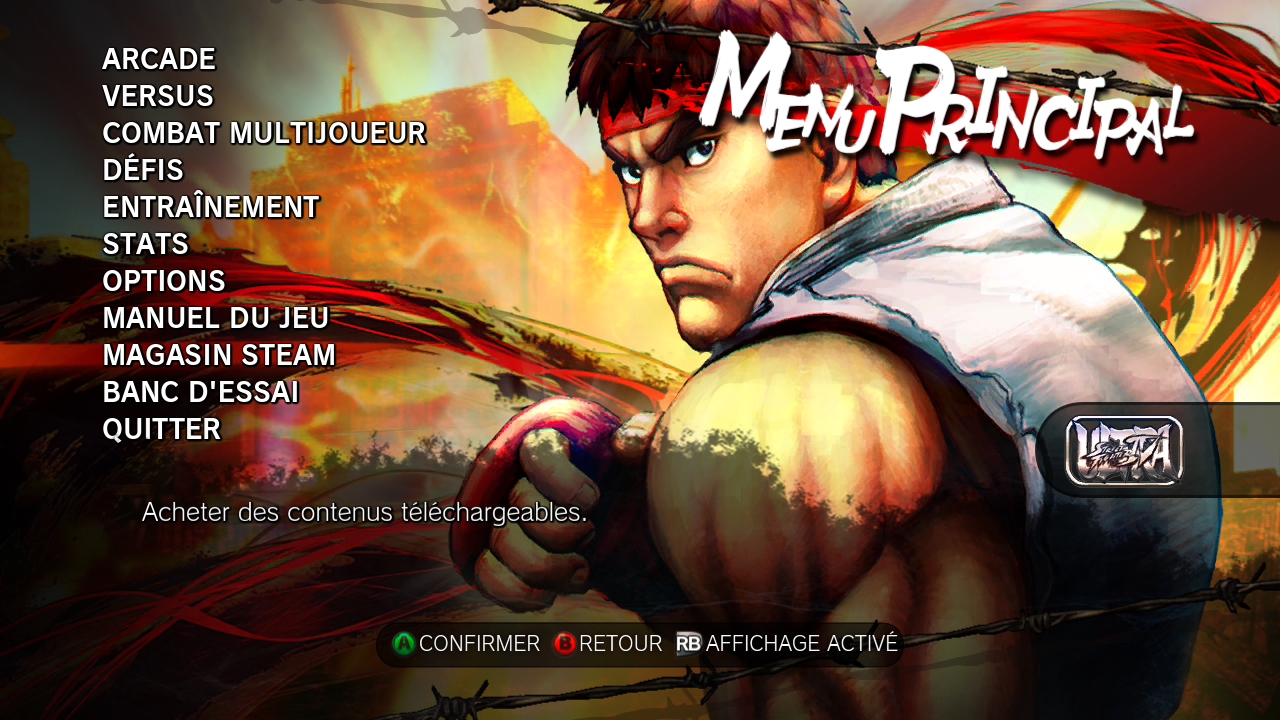 MENU PRINCIPAL
ARCADE
VERSUS
COMBAT MULTIJOUEUR
DÉFIS
ENTRAÎNEMENT
STATS
OPTIONS
MANUEL DU JEU
MAGASIN STEAM
BANC D'ESSAI
QUITTER
ULTRA
Acheter des contenus téléchargeables.
A CONFIRMER B RETOUR RB AFFICHAGE ACTIVÉ